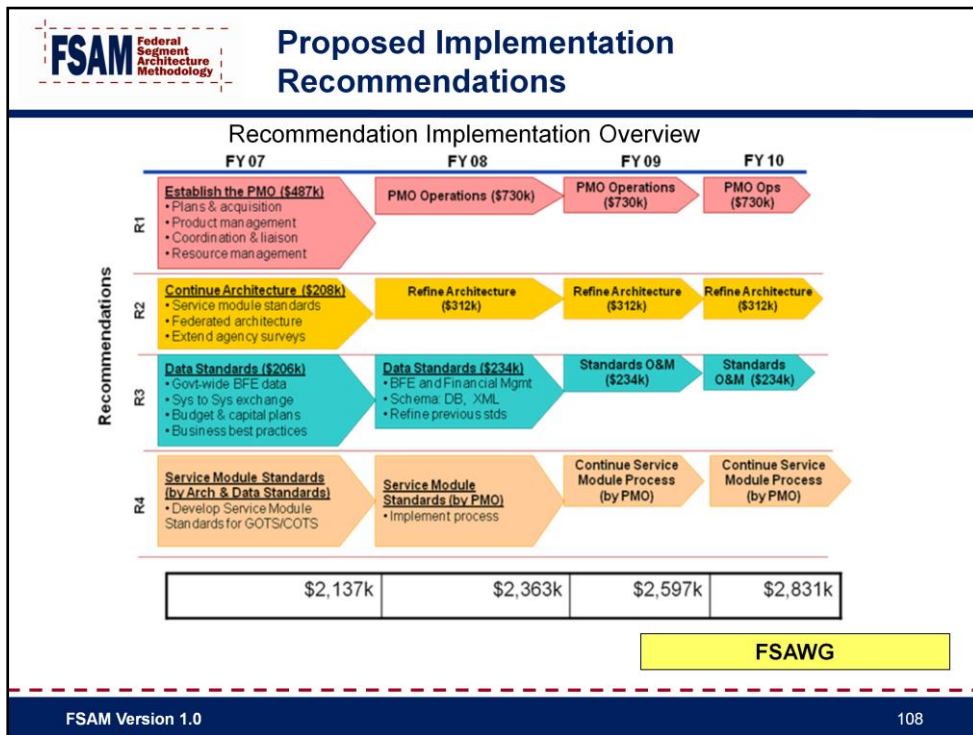 FSAM Federal
Segment
Architecture
Methodology
Proposed Implementation
Recommendations
Recommendation Implementation Overview
FY 07 FY 08 FY 09 FY 10
Recommendations
R1
Establish the PMO ($487k)
• Plans & acquisition
• Product management
• Coordination & liaison
• Resource management
PMO Operations ($730k)
PMO Operations
($730k)
PMO Ops
($730k)
R2
Continue Architecture ($208k)
• Service module standards
• Federated architecture
• Extend agency surveys
Refine Architecture
($312k)
Refine Architecture
($312k)
Refine Architecture
($312k)
R3
Data Standards ($206k)
• Govt-wide BFE data
• Sys to Sys exchange
• Budget & capital plans
• Business best practices
Data Standards ($234k)
• BFE and Financial Mgmt
• Schema: DB, XML
• Refine previous stds
Standards O&M
($234k)
Standards
O&M ($234k)
R4
Service Module Standards
(by Arch & Data Standards)
• Develop Service Module
Standards for GOTS/COTS
Service Module
Standards (by PMO)
• Implement process
Continue Service
Module Process
(by PMO)
Continue Service
Module Process
(by PMO)
$2,137k $2,363k $2,597k $2,831k
FSAWG
FSAM Version 1.0 108